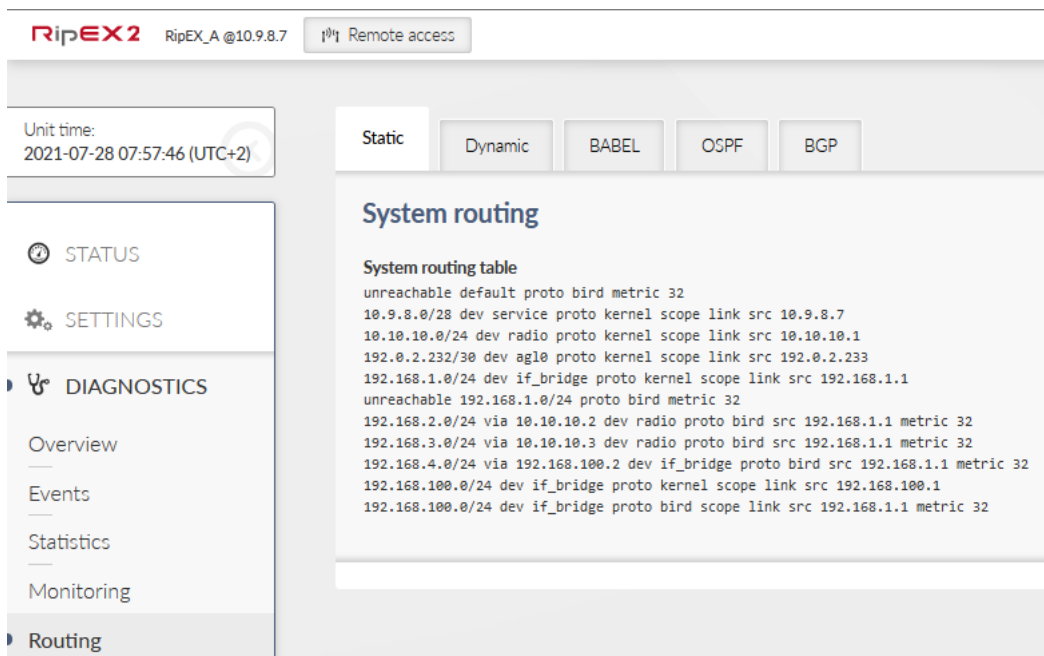 RipEX2 RipEX_A @10.9.8.7 Remote access
Unit time:
2021-07-28 07:57:46 (UTC+2)
STATUS
SETTINGS
DIAGNOSTICS
Overview
Events
Statistics
Monitoring
Routing
Static Dynamic BABEL OSPF BGP
System routing
System routing table
unreachable default proto bird metric 32
10.9.8.0/28 dev service proto kernel scope link src 10.9.8.7
10.10.10.0/24 dev radio proto kernel scope link src 10.10.10.1
192.0.2.232/30 dev agl0 proto kernel scope link src 192.0.2.233
192.168.1.0/24 dev if_bridge proto kernel scope link src 192.168.1.1
unreachable 192.168.1.0/24 proto bird metric 32
192.168.2.0/24 via 10.10.10.2 dev radio proto bird src 192.168.1.1 metric 32
192.168.3.0/24 via 10.10.10.3 dev radio proto bird src 192.168.1.1 metric 32
192.168.4.0/24 via 192.168.100.2 dev if_bridge proto bird src 192.168.1.1 metric 32
192.168.100.0/24 dev if_bridge proto kernel scope link src 192.168.100.1
192.168.100.0/24 dev if_bridge proto bird scope link src 192.168.1.1 metric 32